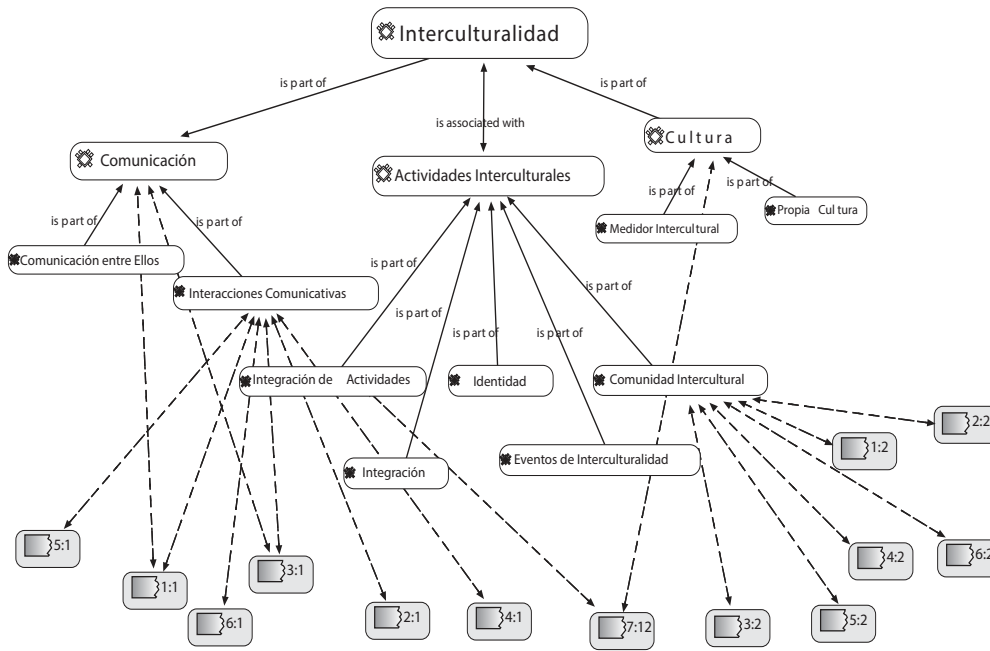 Interculturalidad
is part of
is part of
is associated with
Cultura
Comunicación
Actividades Interculturales
is part of
is part of
Propia Cultura
is part of
is part of
Medidor Intercultural
Comunicación entre Ellos
is part of
is part of
Interacciones Comunicativas
is part of
is part of
is part of
Integración de Actividades
Identidad
Comunidad Intercultural
2:2
1:2
Integración
Eventos de Interculturalidad
5:1
3:1
1:1
4:2
6:2
6:1
2:1
4:1
7:12
3:2
5:2